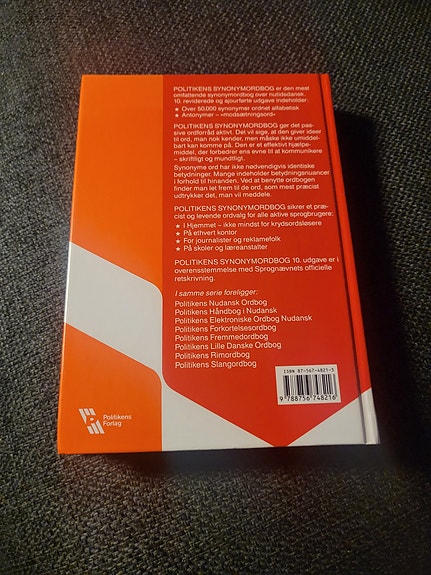 POLITIKENS SYNONYMORDBOG er den mest
omfattende synonymordbog over nutidsdansk.
10. reviderede og ajourførte udgave indeholder:
★ Over 50.000 synonymer ordnet alfabetisk
★ Antonymer – »modsætningsord«
POLITIKENS SYNONYMORDBOG gør det pas-
sive ordforråd aktivt. Det vil sige, at den giver ideer
til ord, man nok kender, men måske ikke umiddel-
bart kan komme på. Den er et effektivt hjælpe-
middel, der forbedrer ens evne til at kommunikere
– skriftligt og mundtligt.
Synonyme ord har ikke nødvendigvis identiske
betydninger. Mange indeholder betydningsnuancer
i forhold til hinanden. Ved at benytte ordbogen
finder man let frem til de ord, som mest præcist
udtrykker det, man vil meddele.
POLITIKENS SYNONYMORDBOG sikrer et præ-
cist og levende ordvalg for alle aktive sprogbrugere:
★ I Hjemmet – ikke mindst for krydsordsløsere
★ På ethvert kontor
★ For journalister og reklamefolk
★ På skoler og læreanstalter
POLITIKENS SYNONYMORDBOG 10. udgave er i
overensstemmelse med Sprognævnets officielle
retskrivning.
I samme serie foreligger:
Politikens Nudansk Ordbog
Politikens Håndbog i Nudansk
Politikens Elektroniske Ordbog Nudansk
Politikens Forkortelsesordbog
Politikens Fremmedordbog
Politikens Lille Danske Ordbog
Politikens Rimordbog
Politikens Slangordbog
ISBN 87-567-4821-3
9 788756 748216
Politikens
Forlag